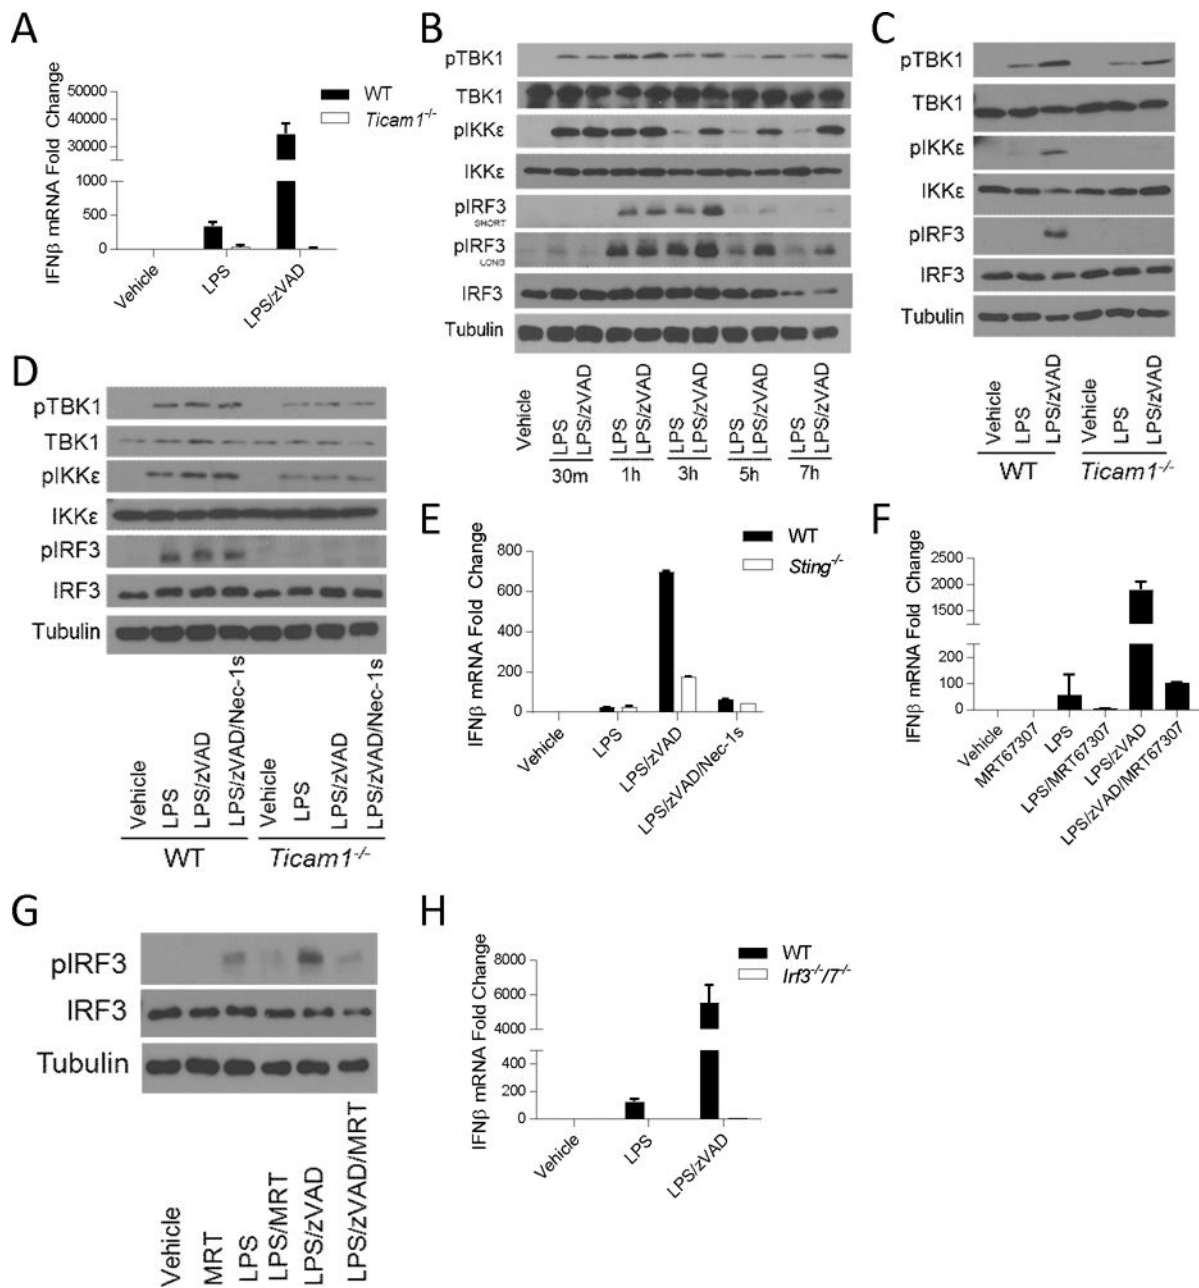 A
IFNβ mRNA Fold Change
50000
40000
30000
1000
500
0
WT
Ticam1-/-
Vehicle
LPS
LPS/zVAD
B
pTBK1
TBK1
pIKKε
IKKε
pIRF3
SHORT
pIRF3
LONG
IRF3
Tubulin
Vehicle
LPS
LPS/zVAD
LPS
LPS/zVAD
LPS
LPS/zVAD
LPS
LPS/zVAD
LPS
LPS/zVAD
30m
1h
3h
5h
7h
C
pTBK1
TBK1
pIKKε
IKKε
pIRF3
IRF3
Tubulin
Vehicle
LPS
LPS/zVAD
Vehicle
LPS
LPS/zVAD
WT
Ticam1-/-
D
pTBK1
TBK1
pIKKε
IKKε
pIRF3
IRF3
Tubulin
Vehicle
LPS
LPS/zVAD
LPS/zVAD/Nec-1s
Vehicle
LPS
LPS/zVAD
LPS/zVAD/Nec-1s
WT
Ticam1-/-
E
IFNβ mRNA Fold Change
800
600
400
200
0
WT
Sting-/-
Vehicle
LPS
LPS/zVAD
LPS/zVAD/Nec-1s
F
IFNβ mRNA Fold Change
2500
2000
1500
200
100
0
Vehicle
MRT67307
LPS
LPS/MRT67307
LPS/zVAD
LPS/zVAD/MRT67307
G
pIRF3
IRF3
Tubulin
Vehicle
MRT
LPS
LPS/MRT
LPS/zVAD
LPS/zVAD/MRT
H
IFNβ mRNA Fold Change
8000
6000
4000
400
200
0
WT
Irf3-/-/7-/-
Vehicle
LPS
LPS/zVAD